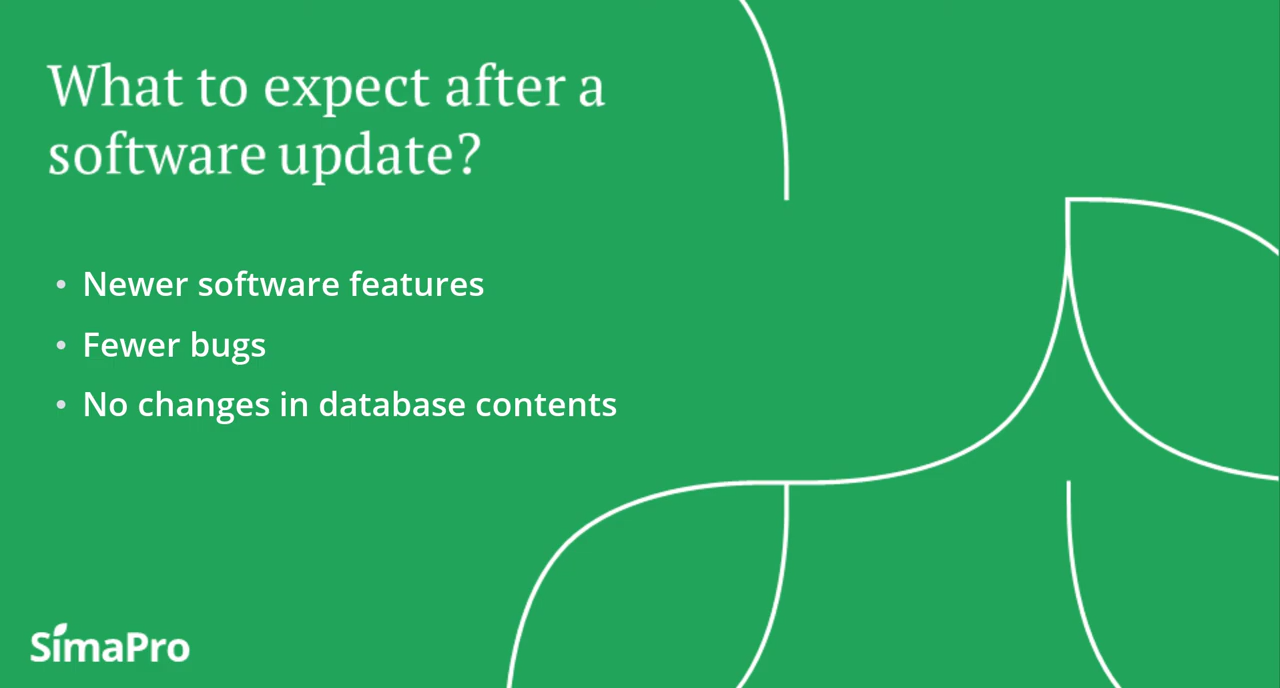 What to expect after a
software update?
• Newer software features
• Fewer bugs
• No changes in database contents
SimaPro